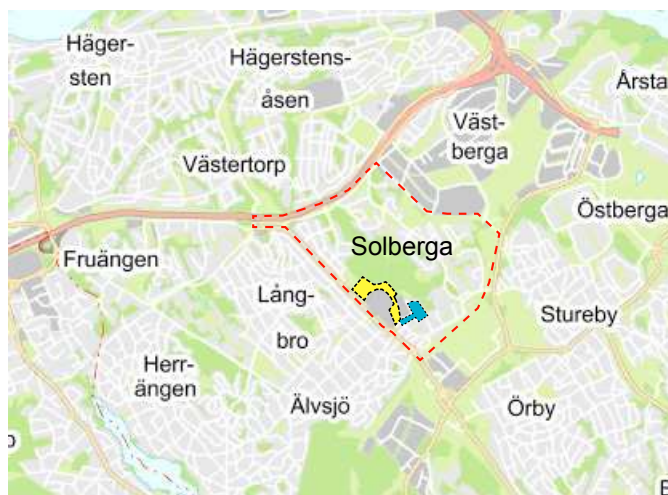 Häger-
sten
Hägerstens-
åsen
Årsta
Väst-
berga
Västertorp
Östberga
Solberga
Fruängen
Lång-
bro
Stureby
Herr-
ängen
Älvsjö
Örby